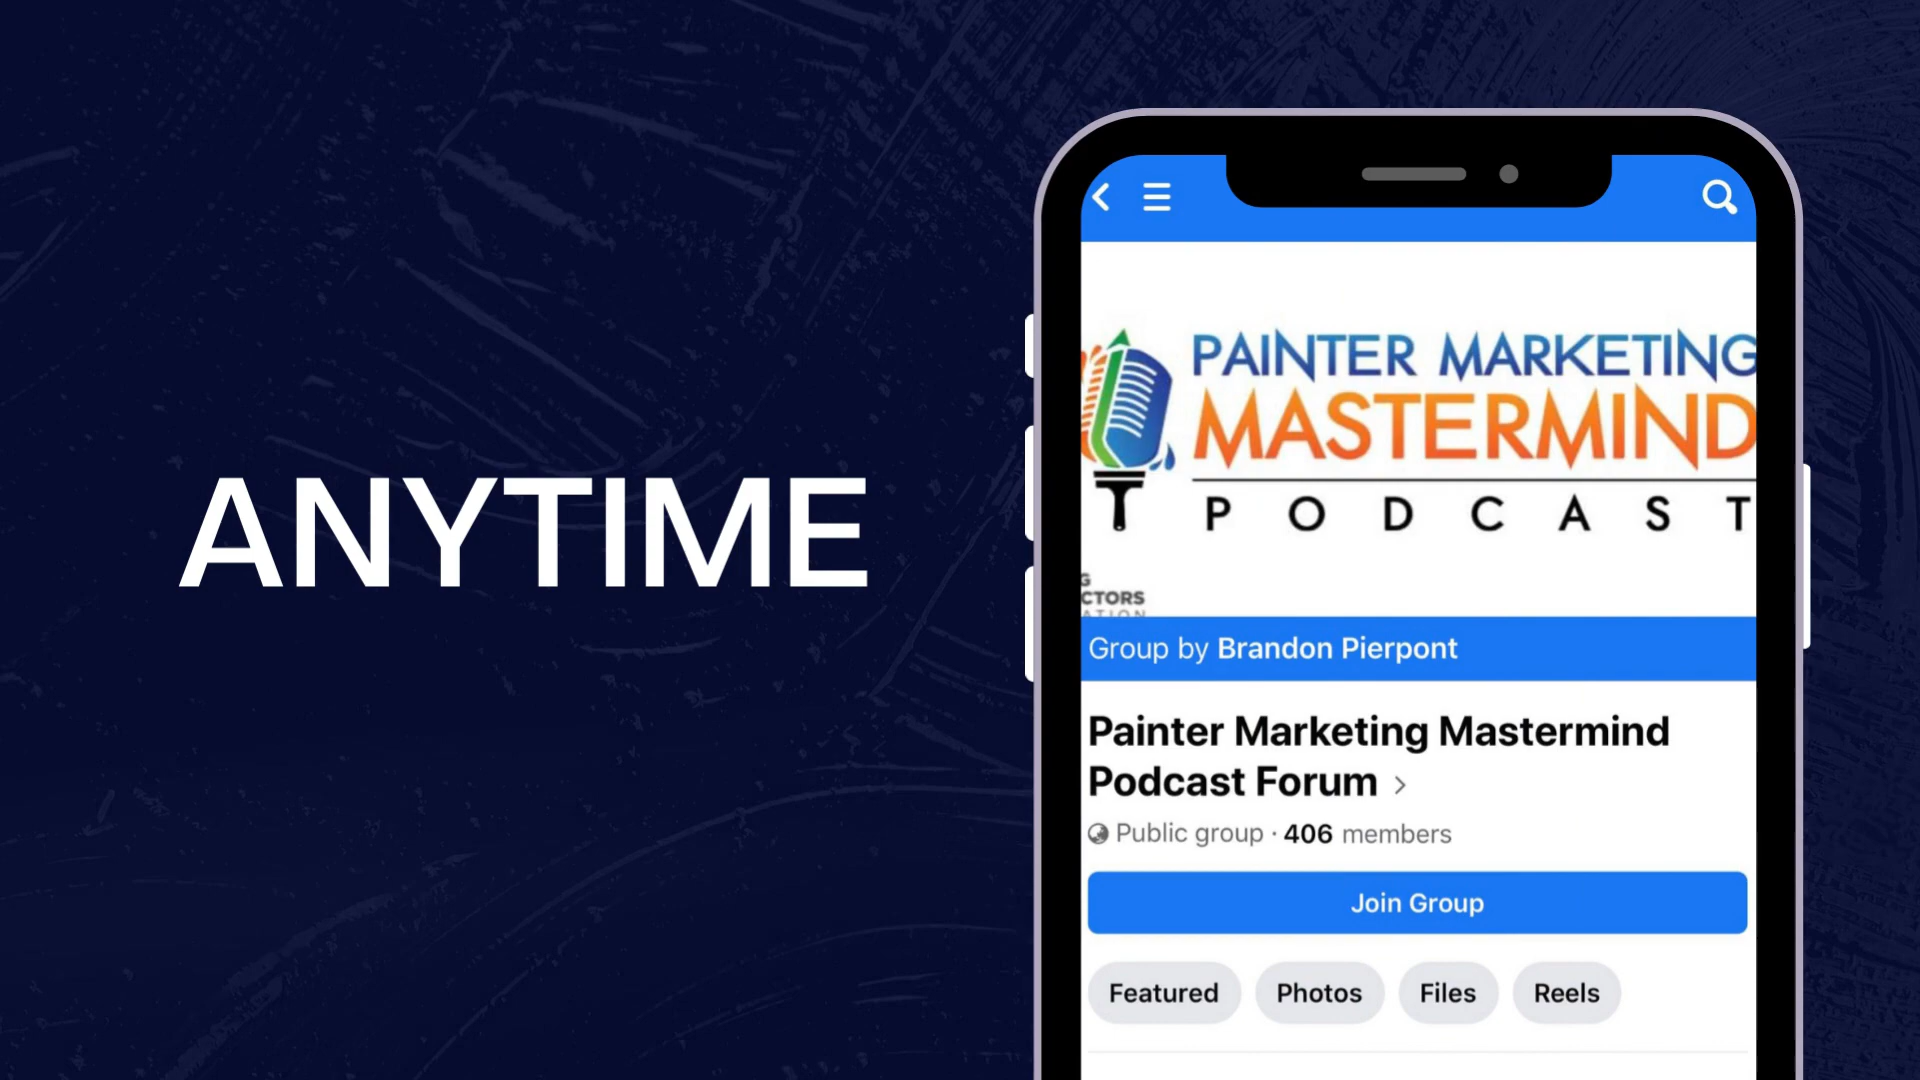 ANYTIME
PAINTER MARKETING
MASTERMIND
PODCAST
CTORS
Group by Brandon Pierpont
Painter Marketing Mastermind
Podcast Forum
Public group · 406 members
Join Group
Featured Photos Files Reels